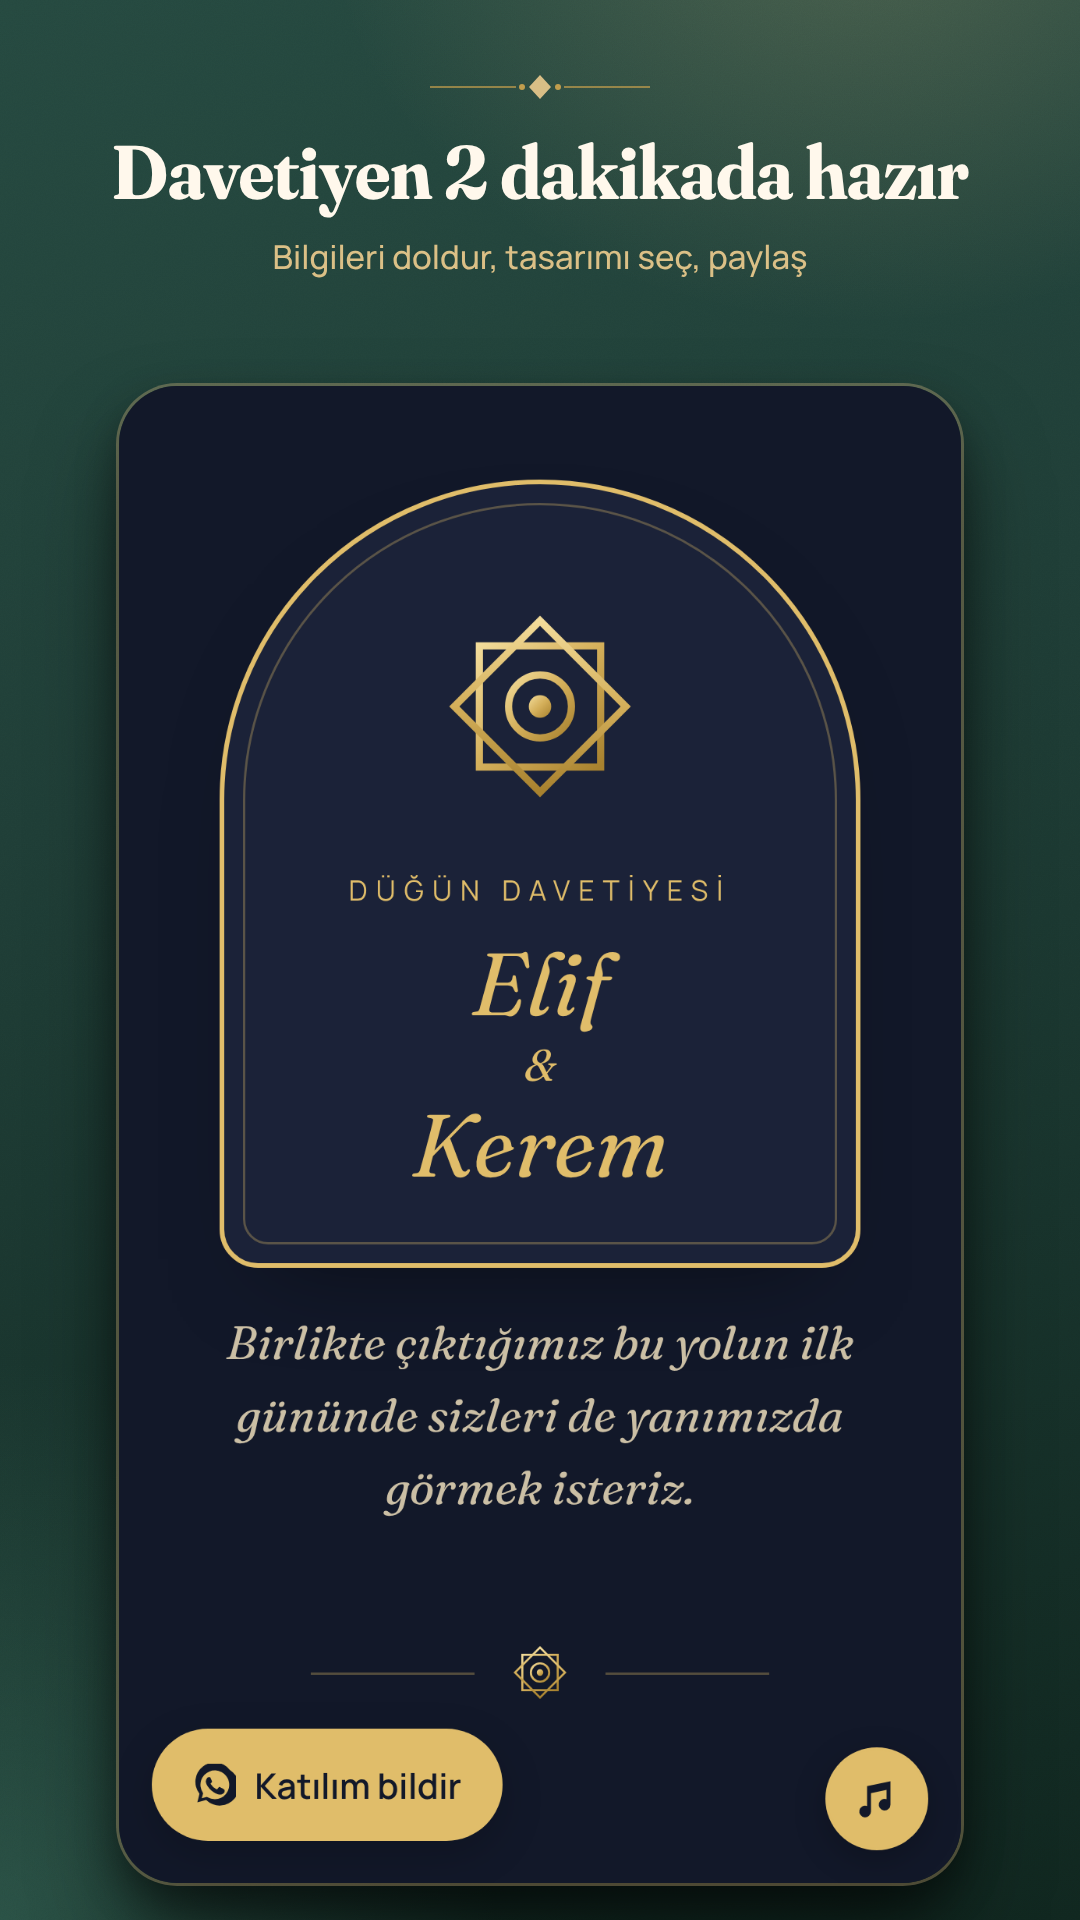 Davetiyen 2 dakikada hazır
Bilgileri doldur, tasarımı seç, paylaş
DÜĞÜN DAVETİYESİ
Elif
&
Kerem
Birlikte çıktığımız bu yolun ilk
gününde sizleri de yanımızda
görmek isteriz.
Katılım bildir